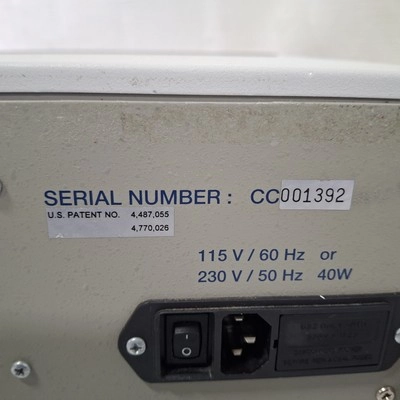 SERIAL NUMBER : CC001392
U.S. PATENT NO. 4,487,055
4,770,026
115 V / 60 Hz or
230 V / 50 Hz 40W